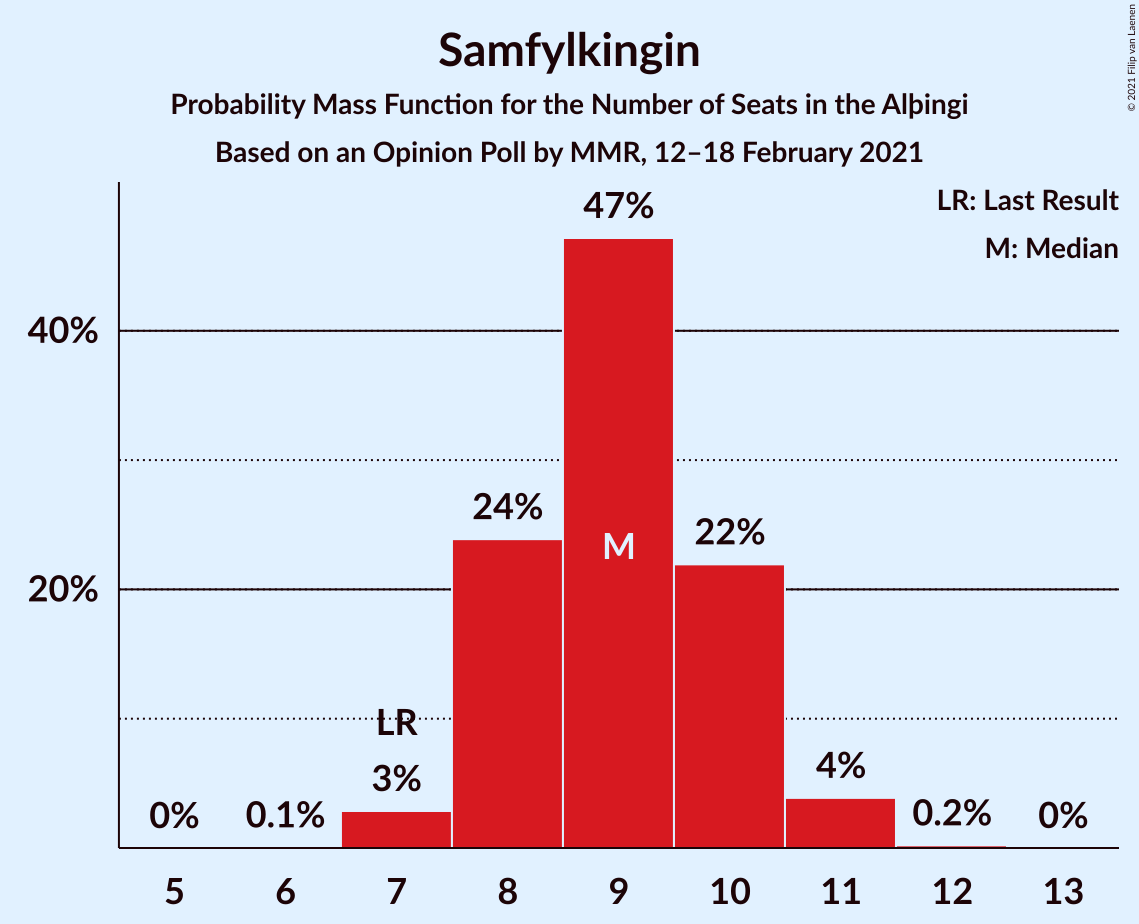 Samfylkingin
Probability Mass Function for the Number of Seats in the Alþingi
Based on an Opinion Poll by MMR, 12–18 February 2021
© 2021 Filip van Laenen
LR: Last Result
M: Median
47%
40%
24%
22%
M
20%
LR
3%
4%
0%
0.1%
0.2%
0%
5 6 7 8 9 10 11 12 13